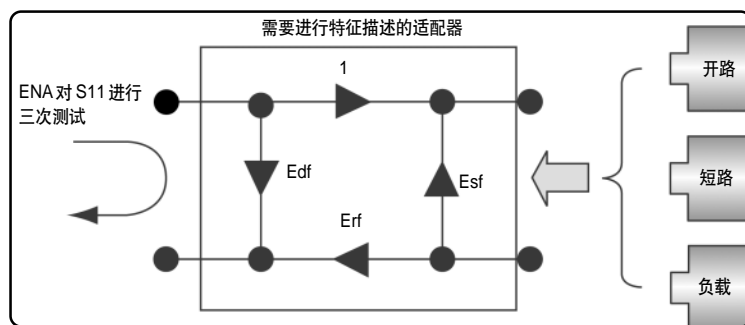 需要进行特征描述的适配器
ENA 对 S11 进行
三次测试
1
Edf
Esf
Erf
开路
短路
负载